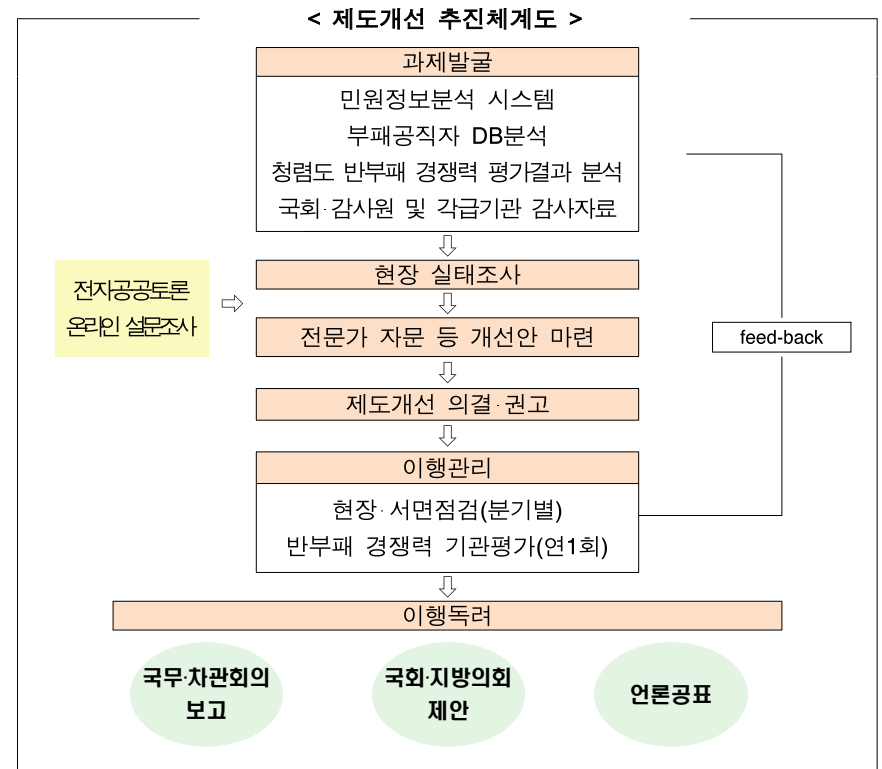 < 제도개선 추진체계도 >
과제발굴
민원정보분석 시스템
부패공직자 DB분석
청렴도 반부패 경쟁력 평가결과 분석
국회·감사원 및 각급기관 감사자료
현장 실태조사
전자공공토론
온라인 설문조사
전문가 자문 등 개선안 마련
feed-back
제도개선 의결·권고
이행관리
현장·서면점검(분기별)
반부패 경쟁력 기관평가(연1회)
이행독려
국무·차관회의
보고
국회·지방의회
제안
언론공표